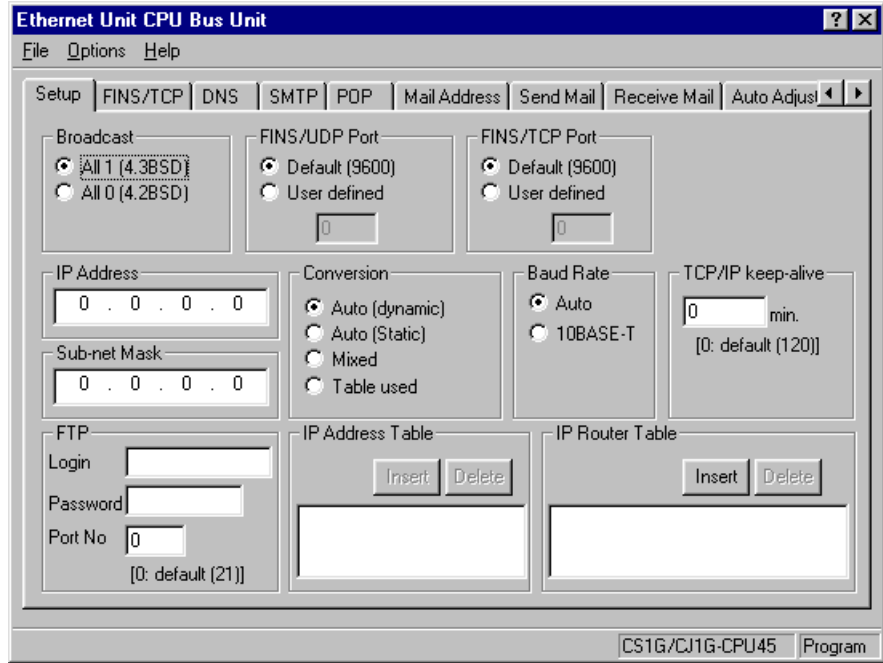 Ethernet Unit CPU Bus Unit
File Options Help
Setup FINS/TCP DNS SMTP POP Mail Address Send Mail Receive Mail Auto Adjust
Broadcast
All 1 (4.3BSD)
All 0 (4.2BSD)
FINS/UDP Port
Default (9600)
User defined
0
FINS/TCP Port
Default (9600)
User defined
0
IP Address
0 . 0 . 0 . 0
Sub-net Mask
0 . 0 . 0 . 0
Conversion
Auto (dynamic)
Auto (Static)
Mixed
Table used
Baud Rate
Auto
10BASE-T
TCP/IP keep-alive
0 min.
[0: default (120)]
FTP
Login
Password
Port No 0
[0: default (21)]
IP Address Table
Insert Delete
IP Router Table
Insert Delete
CS1G/CJ1G-CPU45 Program